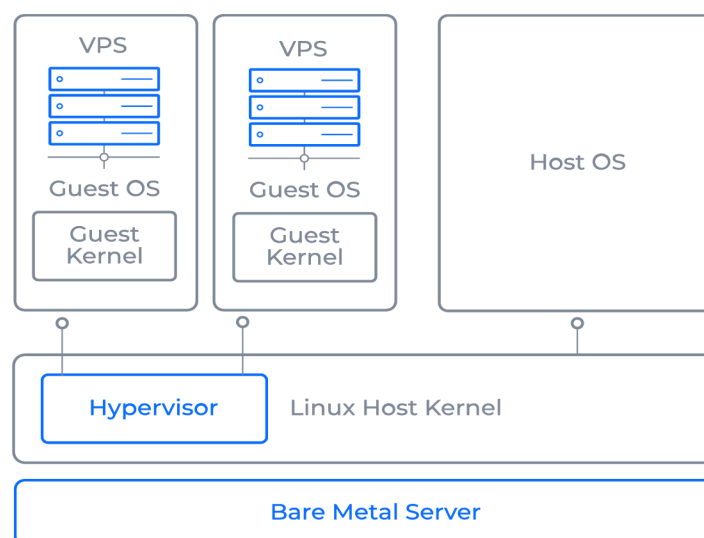 VPS
Guest OS
Guest
Kernel
VPS
Guest OS
Guest
Kernel
Host OS
Hypervisor
Linux Host Kernel
Bare Metal Server